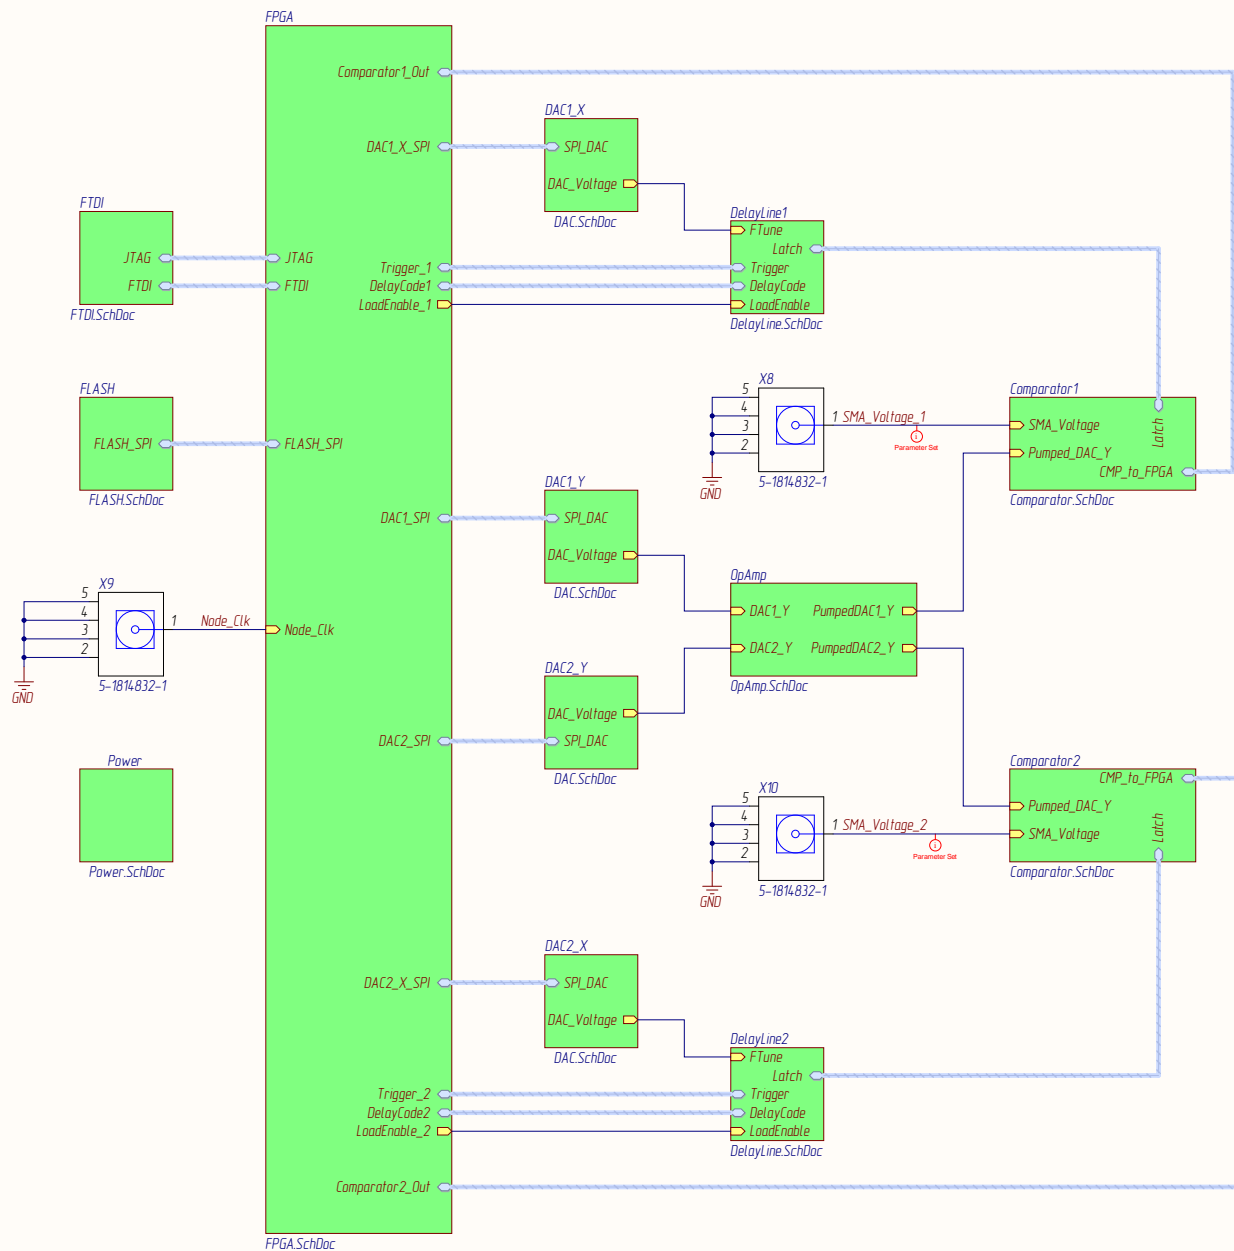 FPGA
Comparator1_Out
DAC1_X
DAC1_X_SPI
SPI_DAC
DAC_Voltage
DAC.SchDoc
FTDI
JTAG
JTAG
FTDI
FTDI
FTDI.SchDoc
DelayLine1
FTune
Latch
Trigger_1
Trigger
DelayCode1
DelayCode
LoadEnable_1
LoadEnable
DelayLine.SchDoc
FLASH
FLASH_SPI
FLASH_SPI
FLASH.SchDoc
X8
5
4
3
2
1
SMA_Voltage_1
Parameter Set
GND
5-1814832-1
Comparator1
SMA_Voltage
Latch
Pumped_DAC_Y
CMP_to_FPGA
Comparator.SchDoc
DAC1_Y
DAC1_SPI
SPI_DAC
DAC_Voltage
DAC.SchDoc
OpAmp
DAC1_Y
PumpedDAC1_Y
DAC2_Y
PumpedDAC2_Y
OpAmp.SchDoc
X9
5
4
3
2
1
Node_Clk
Node_Clk
GND
5-1814832-1
DAC2_Y
DAC_Voltage
DAC2_SPI
SPI_DAC
DAC.SchDoc
Power
Power.SchDoc
X10
5
4
3
2
1
SMA_Voltage_2
Parameter Set
GND
5-1814832-1
Comparator2
CMP_to_FPGA
Pumped_DAC_Y
Latch
SMA_Voltage
Comparator.SchDoc
DAC2_X
DAC2_X_SPI
SPI_DAC
DAC_Voltage
DAC.SchDoc
DelayLine2
FTune
Latch
Trigger_2
Trigger
DelayCode2
DelayCode
LoadEnable_2
LoadEnable
DelayLine.SchDoc
Comparator2_Out
FPGA.SchDoc